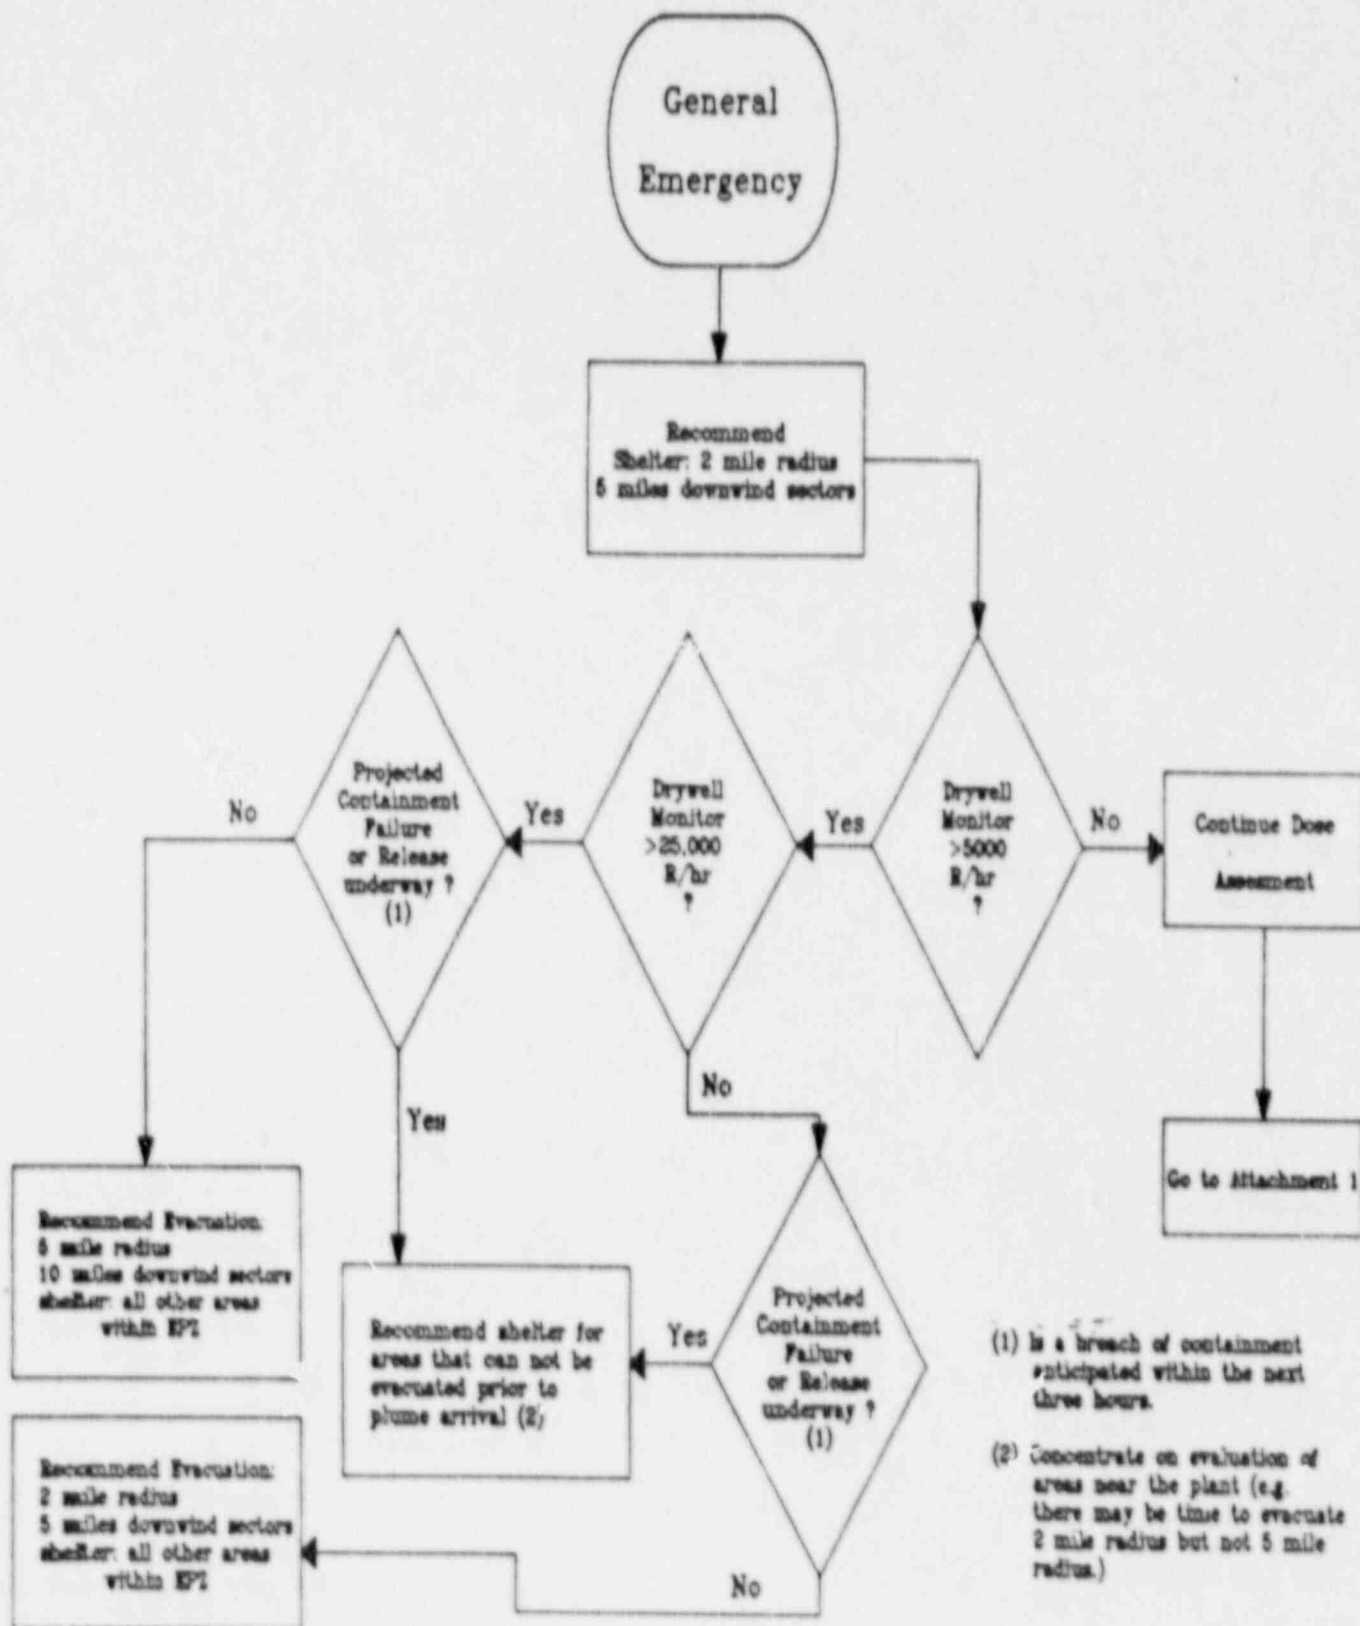 General
Emergency
Recommend
Shelter: 2 mile radius
5 miles downwind sectors
Projected
Containment
Failure
or Release
underway ?
(1)
No
Yes
Yes
Drywell
Monitor
>25,000
R/hr
?
Yes
No
Drywell
Monitor
>5000
R/hr
?
No
Continue Dose
Assesment
Go to Attachment 1
Recommend Evacuation:
5 mile radius
10 miles downwind sectors
shelter: all other areas
within EPZ
Recommend shelter for
areas that can not be
evacuated prior to
plume arrival (2)
Yes
Projected
Containment
Failure
or Release
underway ?
(1)
No
Recommend Evacuation:
2 mile radius
5 miles downwind sectors
shelter: all other areas
within EPZ
(1) Is a breach of containment
anticipated within the next
three hours.
(2) Concentrate on evaluation of
areas near the plant (e.g.
there may be time to evacuate
2 mile radius but not 5 mile
radius.)